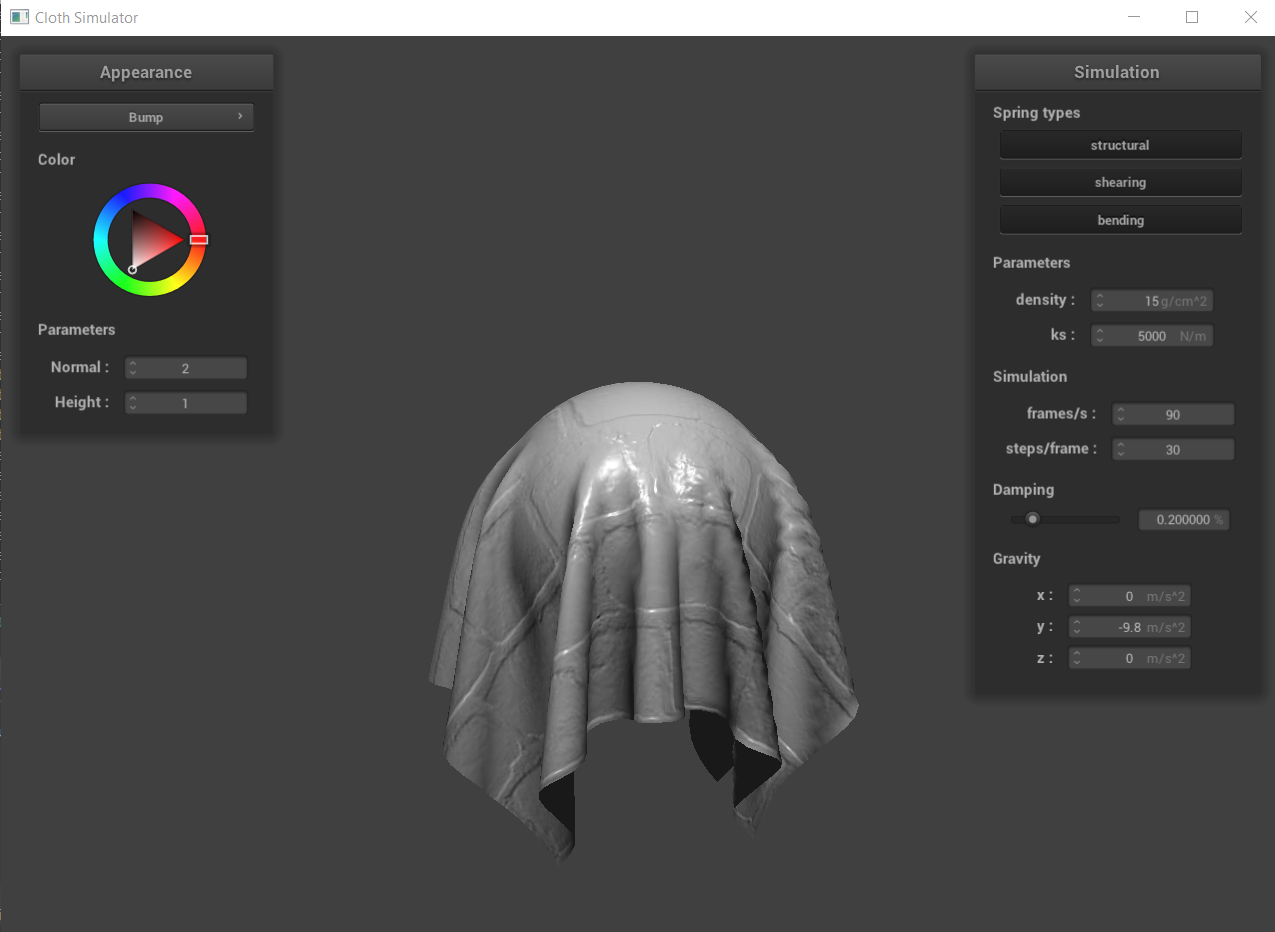 Cloth Simulator
Appearance
Bump
Color
Parameters
Normal : 2
Height : 1
Simulation
Spring types
structural
shearing
bending
Parameters
density : 15 g/cm^2
ks : 5000 N/m
Simulation
frames/s : 90
steps/frame : 30
Damping
0.200000 %
Gravity
x : 0 m/s^2
y : -9.8 m/s^2
z : 0 m/s^2